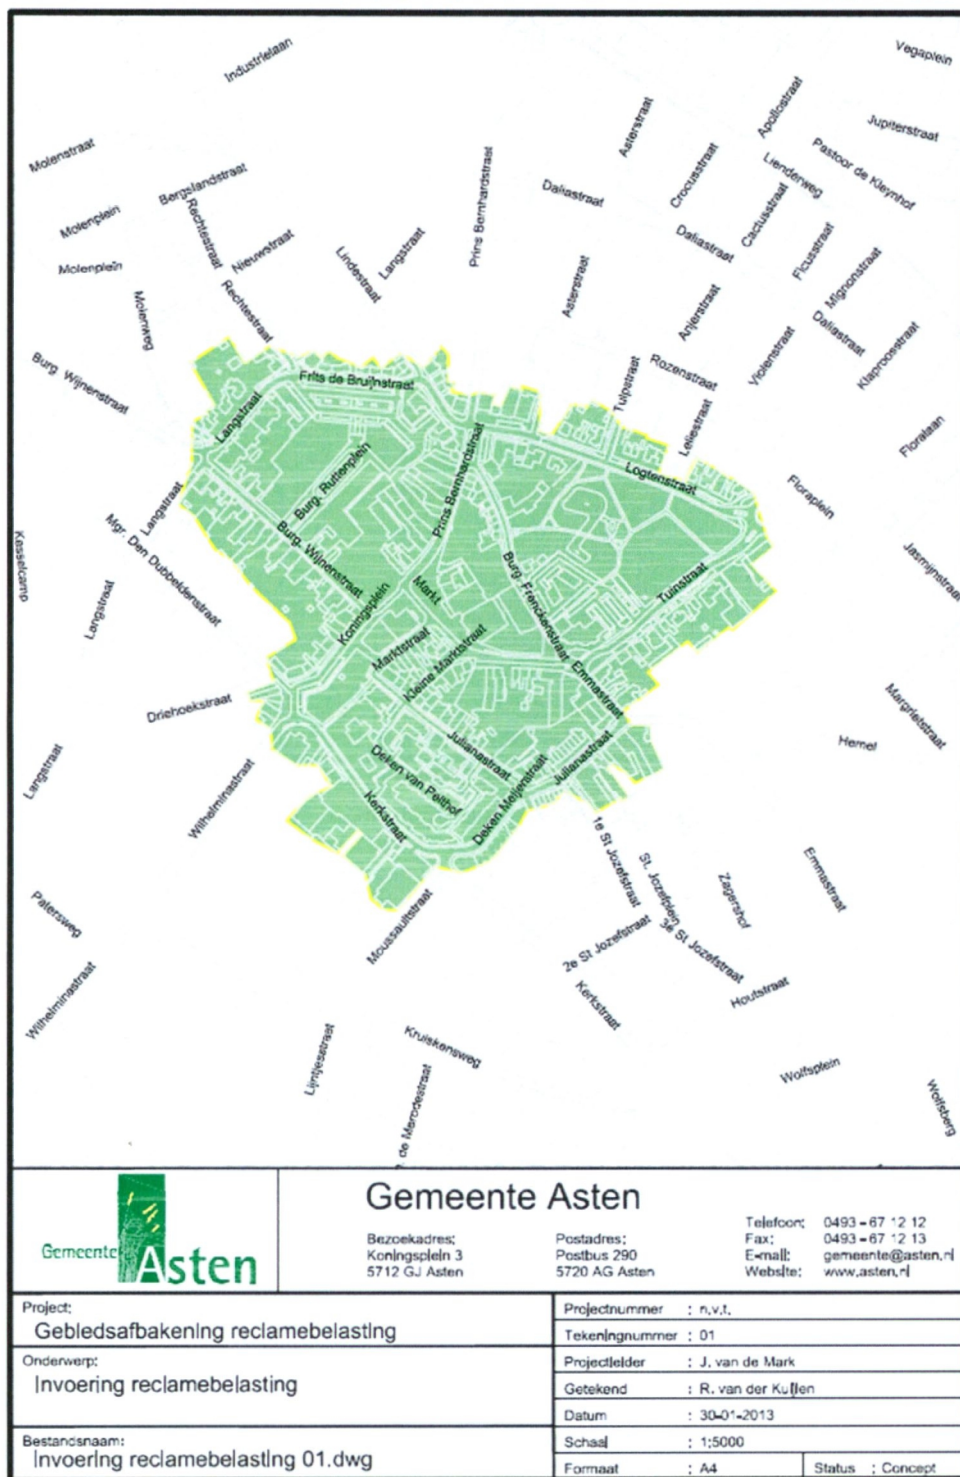 Industrielaan
Vegaplein
Molenstraat
Asterstraat
Apollostraat
Jupiterstraat
Pastoor de Kleynhof
Lienderweg
Crocusstraat
Bergslandstraat
Prins Bernhardstraat
Daliastraat
Cactusstraat
Molenplein
Rechtestraat
Nieuwstraat
Lindestraat
Langstraat
Daliastraat
Ficusstraat
Mignonstraat
Molenplein
Asterstraat
Molenweg
Rechtestraat
Anjerstraat
Daliastraat
Violenstraat
Klaproosstraat
Burg. Wijnenstraat
Frits de Bruijnstraat
Tulpstraat
Rozenstraat
Langstraat
Leliestraat
Floralaan
Burg. Ruttenplein
Prins Bernhardstraat
Logtenstraat
Floraplein
Langstraat
Mgr. Den Dubbeldenstraat
Kesselcamp
Burg. Wijnenstraat
Burg. Frenckenstraat
Tuinstraat
Jasmijnstraat
Langstraat
Koningsplein
Markt
Marktstraat
Kleine Marktstraat
Emmastraat
Driehoekstraat
Margrietstraat
Hemel
Langstraat
Wilhelminastraat
Julianastraat
Julianastraat
Deken van Pelthof
Deken Meijerstraat
Kerkstraat
1e St Jozefstraat
St. Jozefplein
Zagershof
Emmastraat
Patersweg
Moussaultstraat
2e St Jozefstraat
3e St Jozefstraat
Wilhelminastraat
Kerkstraat
Houtstraat
Lijntjesstraat
Kruiskensweg
de Merodestraat
Wolfsplein
Wolfsberg
Gemeente Asten
Gemeente Asten
Bezoekadres:
Koningsplein 3
5712 GJ Asten
Postadres:
Postbus 290
5720 AG Asten
Telefoon: 0493 - 67 12 12
Fax: 0493 - 67 12 13
E-mail: gemeente@asten.nl
Website: www.asten.nl
Project:
Gebiedsafbakening reclamebelasting
Onderwerp:
Invoering reclamebelasting
Bestandsnaam:
Invoering reclamebelasting 01.dwg
Projectnummer : n.v.t.
Tekeningnummer : 01
Projectleider : J. van de Mark
Getekend : R. van der Kuijlen
Datum : 30-01-2013
Schaal : 1:5000
Formaat : A4
Status : Concept